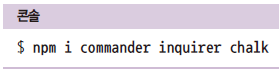 콘솔
$ npm i commander inquirer chalk